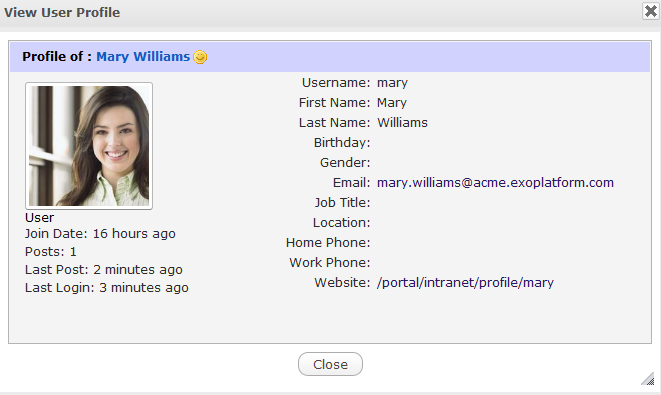 View User Profile
Profile of : Mary Williams
Username: mary
First Name: Mary
Last Name: Williams
Birthday:
Gender:
Email: mary.williams@acme.exoplatform.com
Job Title:
Location:
Home Phone:
Work Phone:
Website: /portal/intranet/profile/mary
User
Join Date: 16 hours ago
Posts: 1
Last Post: 2 minutes ago
Last Login: 3 minutes ago
Close